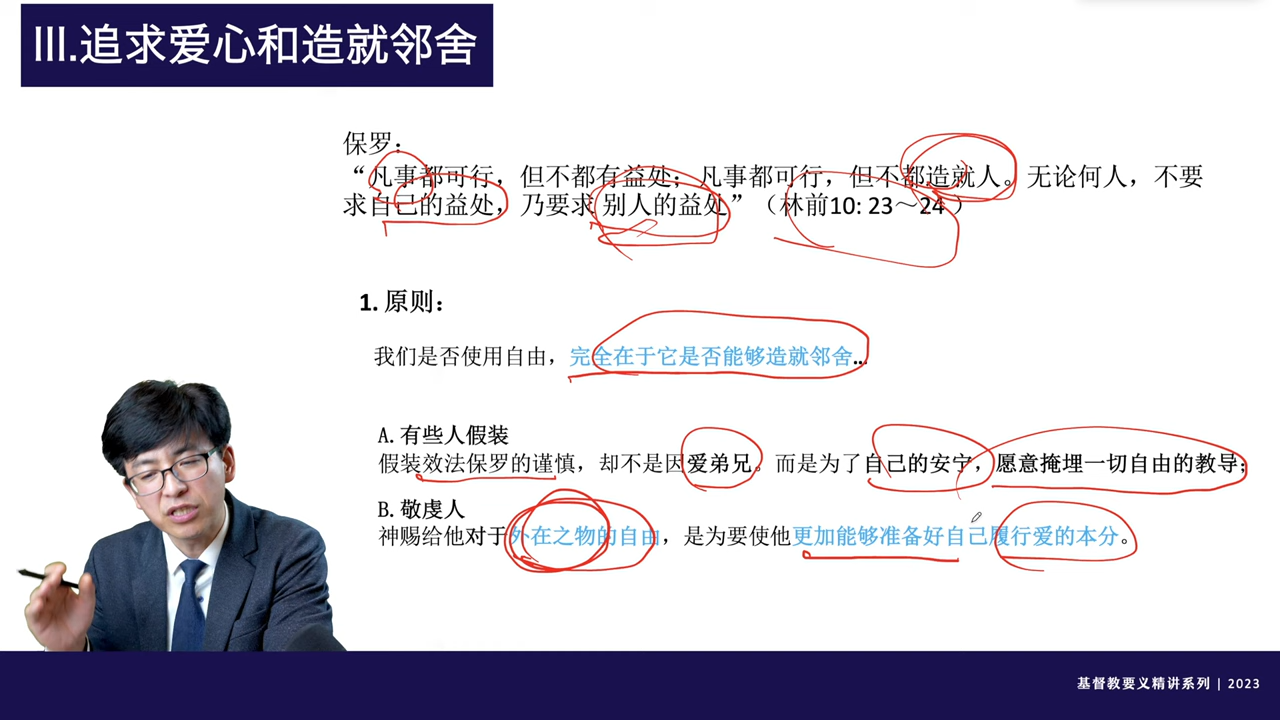 III.追求爱心和造就邻舍
保罗：
“凡事都可行，但不都有益处；凡事都可行，但不都造就人。无论何人，不要
求自己的益处，乃要求 别人的益处”（林前10: 23～24 ）
1. 原则：
我们是否使用自由，完全在于它是否能够造就邻舍...
A. 有些人假装
假装效法保罗的谨慎，却不是因爱弟兄。而是为了自己的安宁，愿意掩埋一切自由的教导；
B. 敬虔人
神赐给他对于外在之物的自由，是为要使他更加能够准备好自己履行爱的本分。
基督教要义精讲系列 | 2023